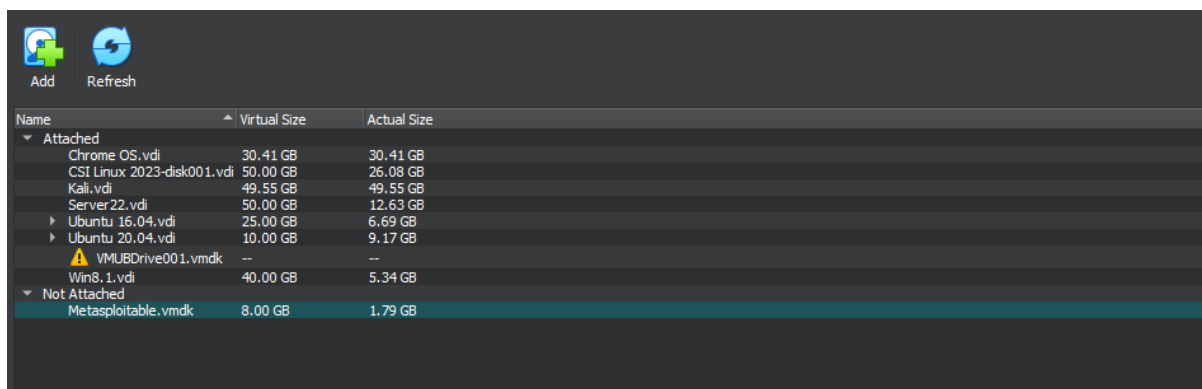 Add Refresh
Name Virtual Size Actual Size
Attached
Chrome OS.vdi 30.41 GB 30.41 GB
CSI Linux 2023-disk001.vdi 50.00 GB 26.08 GB
Kali.vdi 49.55 GB 49.55 GB
Server22.vdi 50.00 GB 12.63 GB
Ubuntu 16.04.vdi 25.00 GB 6.69 GB
Ubuntu 20.04.vdi 10.00 GB 9.17 GB
VMUBDrive001.vmdk -- --
Win8.1.vdi 40.00 GB 5.34 GB
Not Attached
Metasploitable.vmdk 8.00 GB 1.79 GB